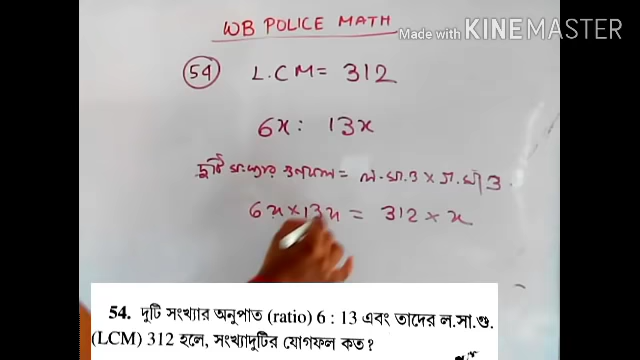 WB POLICE MATH
Made with KINEMASTER
54 L.CM = 312
6x : 13x
দুটি সংখ্যার গুণফল = ল.সা.গু × গ.সা.গু
6x × 13x = 312 × x
54. দুটি সংখ্যার অনুপাত (ratio) 6 : 13 এবং তাদের ল.সা.গু.
(LCM) 312 হলে, সংখ্যাদুটির যোগফল কত ?